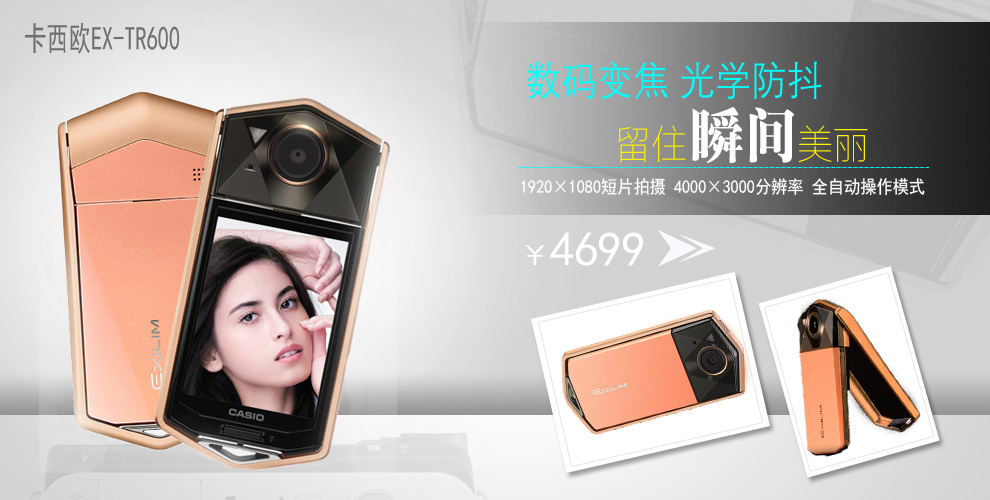 卡西欧EX-TR600
数码变焦 光学防抖
留住瞬间美丽
1920×1080短片拍摄 4000×3000分辨率 全自动操作模式
¥4699
EXILIM
CASIO
EXILIM
EXILIM